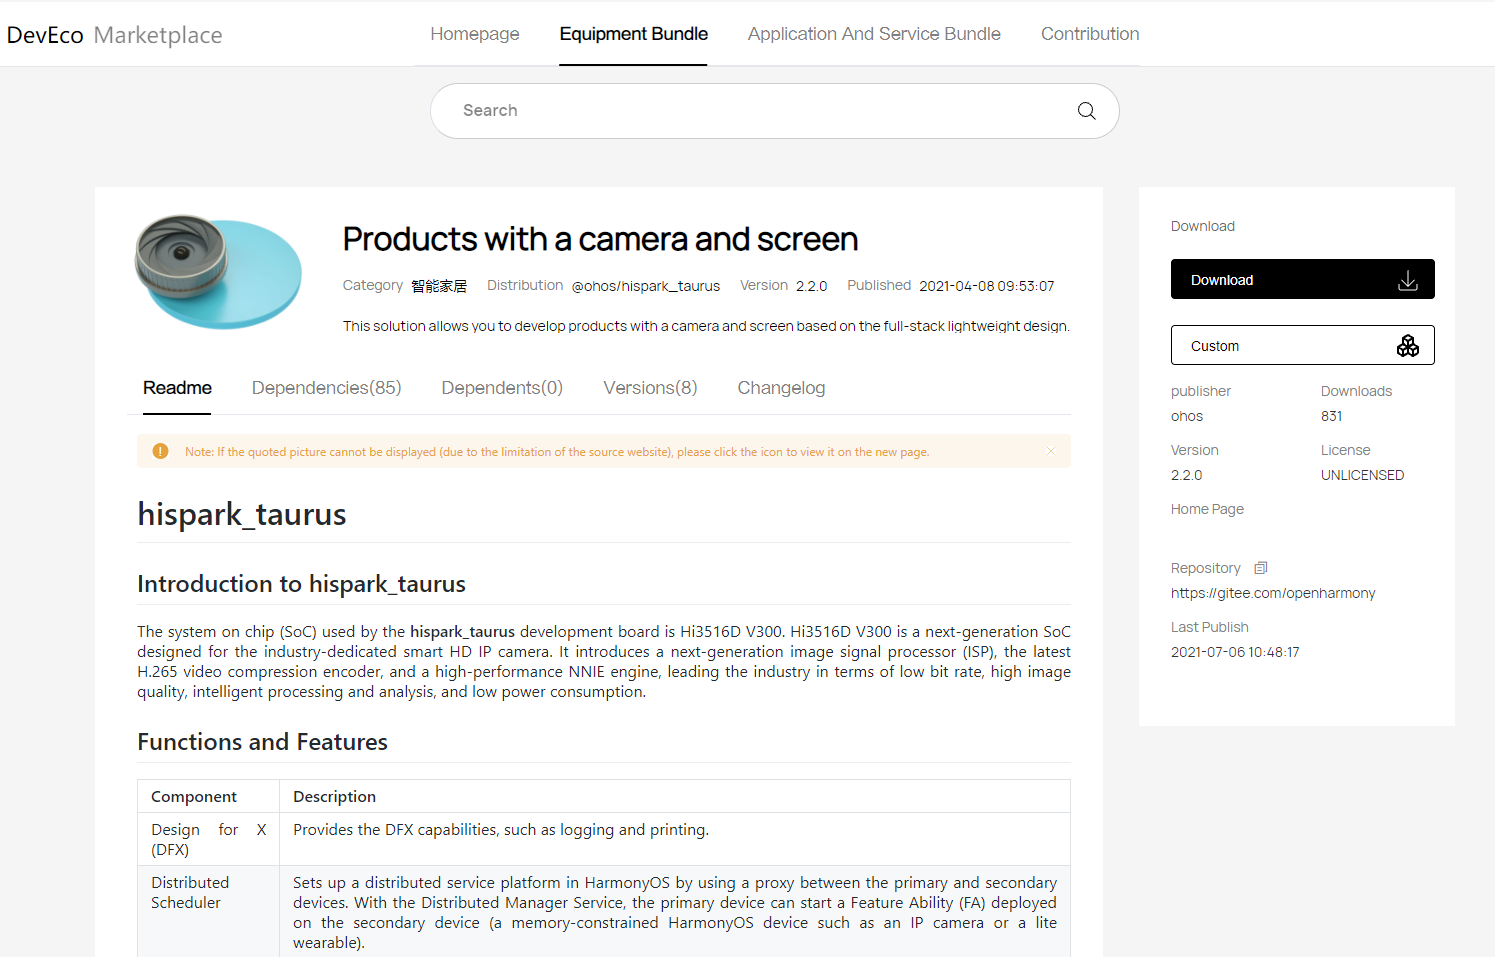 DevEco Marketplace
Homepage Equipment Bundle Application And Service Bundle Contribution
Search
Products with a camera and screen
Category 智能家居 Distribution @ohos/hispark_taurus Version 2.2.0 Published 2021-04-08 09:53:07
This solution allows you to develop products with a camera and screen based on the full-stack lightweight design.
Readme Dependencies(85) Dependents(0) Versions(8) Changelog
Note: If the quoted picture cannot be displayed (due to the limitation of the source website), please click the icon to view it on the new page.
hispark_taurus
Introduction to hispark_taurus
The system on chip (SoC) used by the hispark_taurus development board is Hi3516D V300. Hi3516D V300 is a next-generation SoC
designed for the industry-dedicated smart HD IP camera. It introduces a next-generation image signal processor (ISP), the latest
H.265 video compression encoder, and a high-performance NNIE engine, leading the industry in terms of low bit rate, high image
quality, intelligent processing and analysis, and low power consumption.
Functions and Features
Component Description
Design for X Provides the DFX capabilities, such as logging and printing.
(DFX)
Distributed Sets up a distributed service platform in HarmonyOS by using a proxy between the primary and secondary
Scheduler devices. With the Distributed Manager Service, the primary device can start a Feature Ability (FA) deployed
on the secondary device (a memory-constrained HarmonyOS device such as an IP camera or a lite
wearable).
Download
Download
Custom
publisher Downloads
ohos 831
Version License
2.2.0 UNLICENSED
Home Page
Repository
https://gitee.com/openharmony
Last Publish
2021-07-06 10:48:17